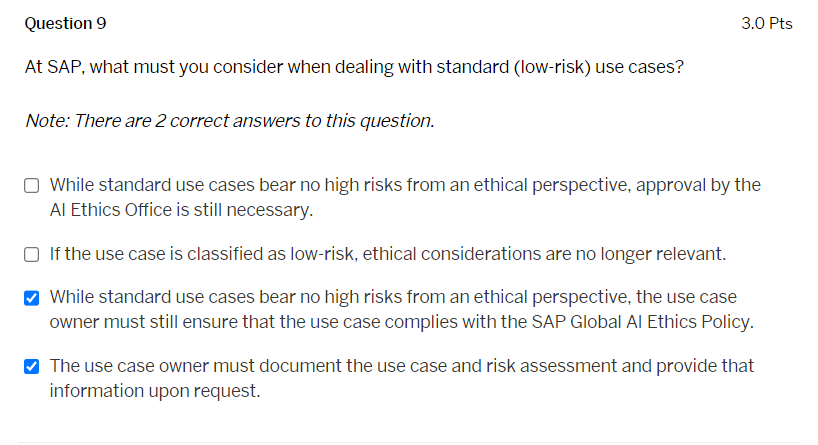 Question 9
3.0 Pts
At SAP, what must you consider when dealing with standard (low-risk) use cases?
Note: There are 2 correct answers to this question.
While standard use cases bear no high risks from an ethical perspective, approval by the
AI Ethics Office is still necessary.
If the use case is classified as low-risk, ethical considerations are no longer relevant.
While standard use cases bear no high risks from an ethical perspective, the use case
owner must still ensure that the use case complies with the SAP Global AI Ethics Policy.
The use case owner must document the use case and risk assessment and provide that
information upon request.